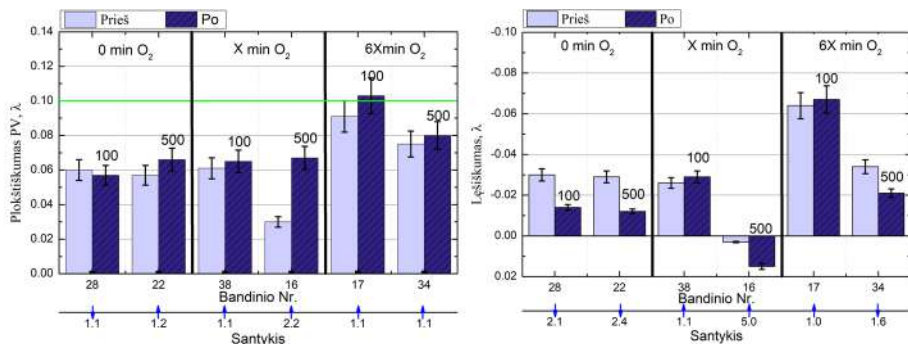 Prieš Po
0 min O2 X min O2 6Xmin O2
Plokštiškumas PV, λ
0.14
0.12
0.10
0.08
0.06
0.04
0.02
0.00
100 500 100 500 100 500
28 22 38 16 17 34
Bandinio Nr.
1.1 1.2 1.1 2.2 1.1 1.1
Santykis
Prieš Po
0 min O2 X min O2 6X min O2
Lęšiškumas, λ
-0.10
-0.08
-0.06
-0.04
-0.02
0.00
0.02
100 500 100 500 100 500
28 22 38 16 17 34
Bandinio Nr.
2.1 2.4 1.1 5.0 1.0 1.6
Santykis